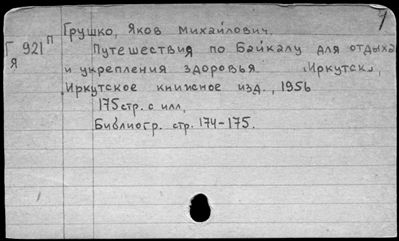 7
Грушко, Яков Михайлович.
Г 921 П
Я
Путешествия по Байкалу для отдыха
и укрепления здоровья. Иркутск,
Иркутское книжное изд., 1956
175 стр. с илл.
Библиогр. стр. 174-175.